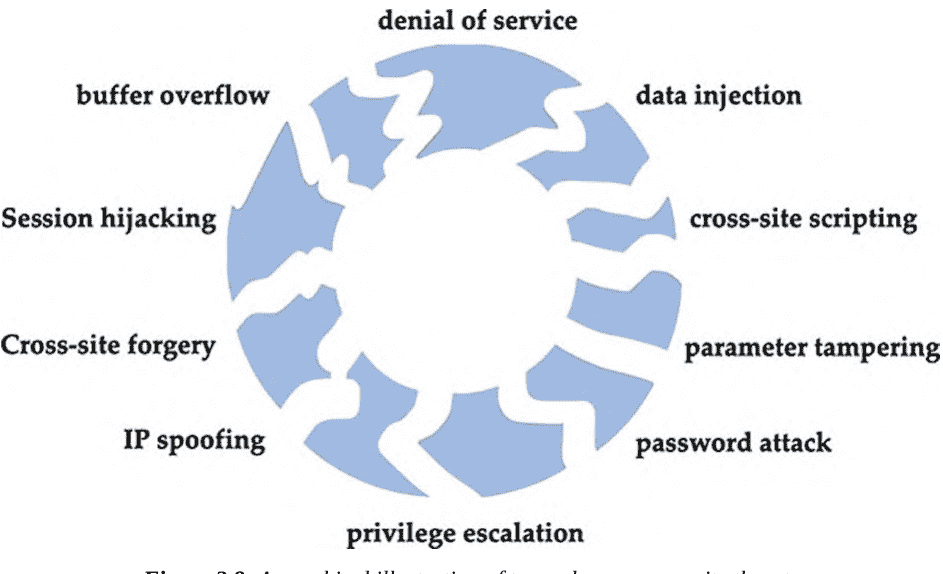 denial of service
buffer overflow
data injection
Session hijacking
cross-site scripting
Cross-site forgery
parameter tampering
IP spoofing
password attack
privilege escalation